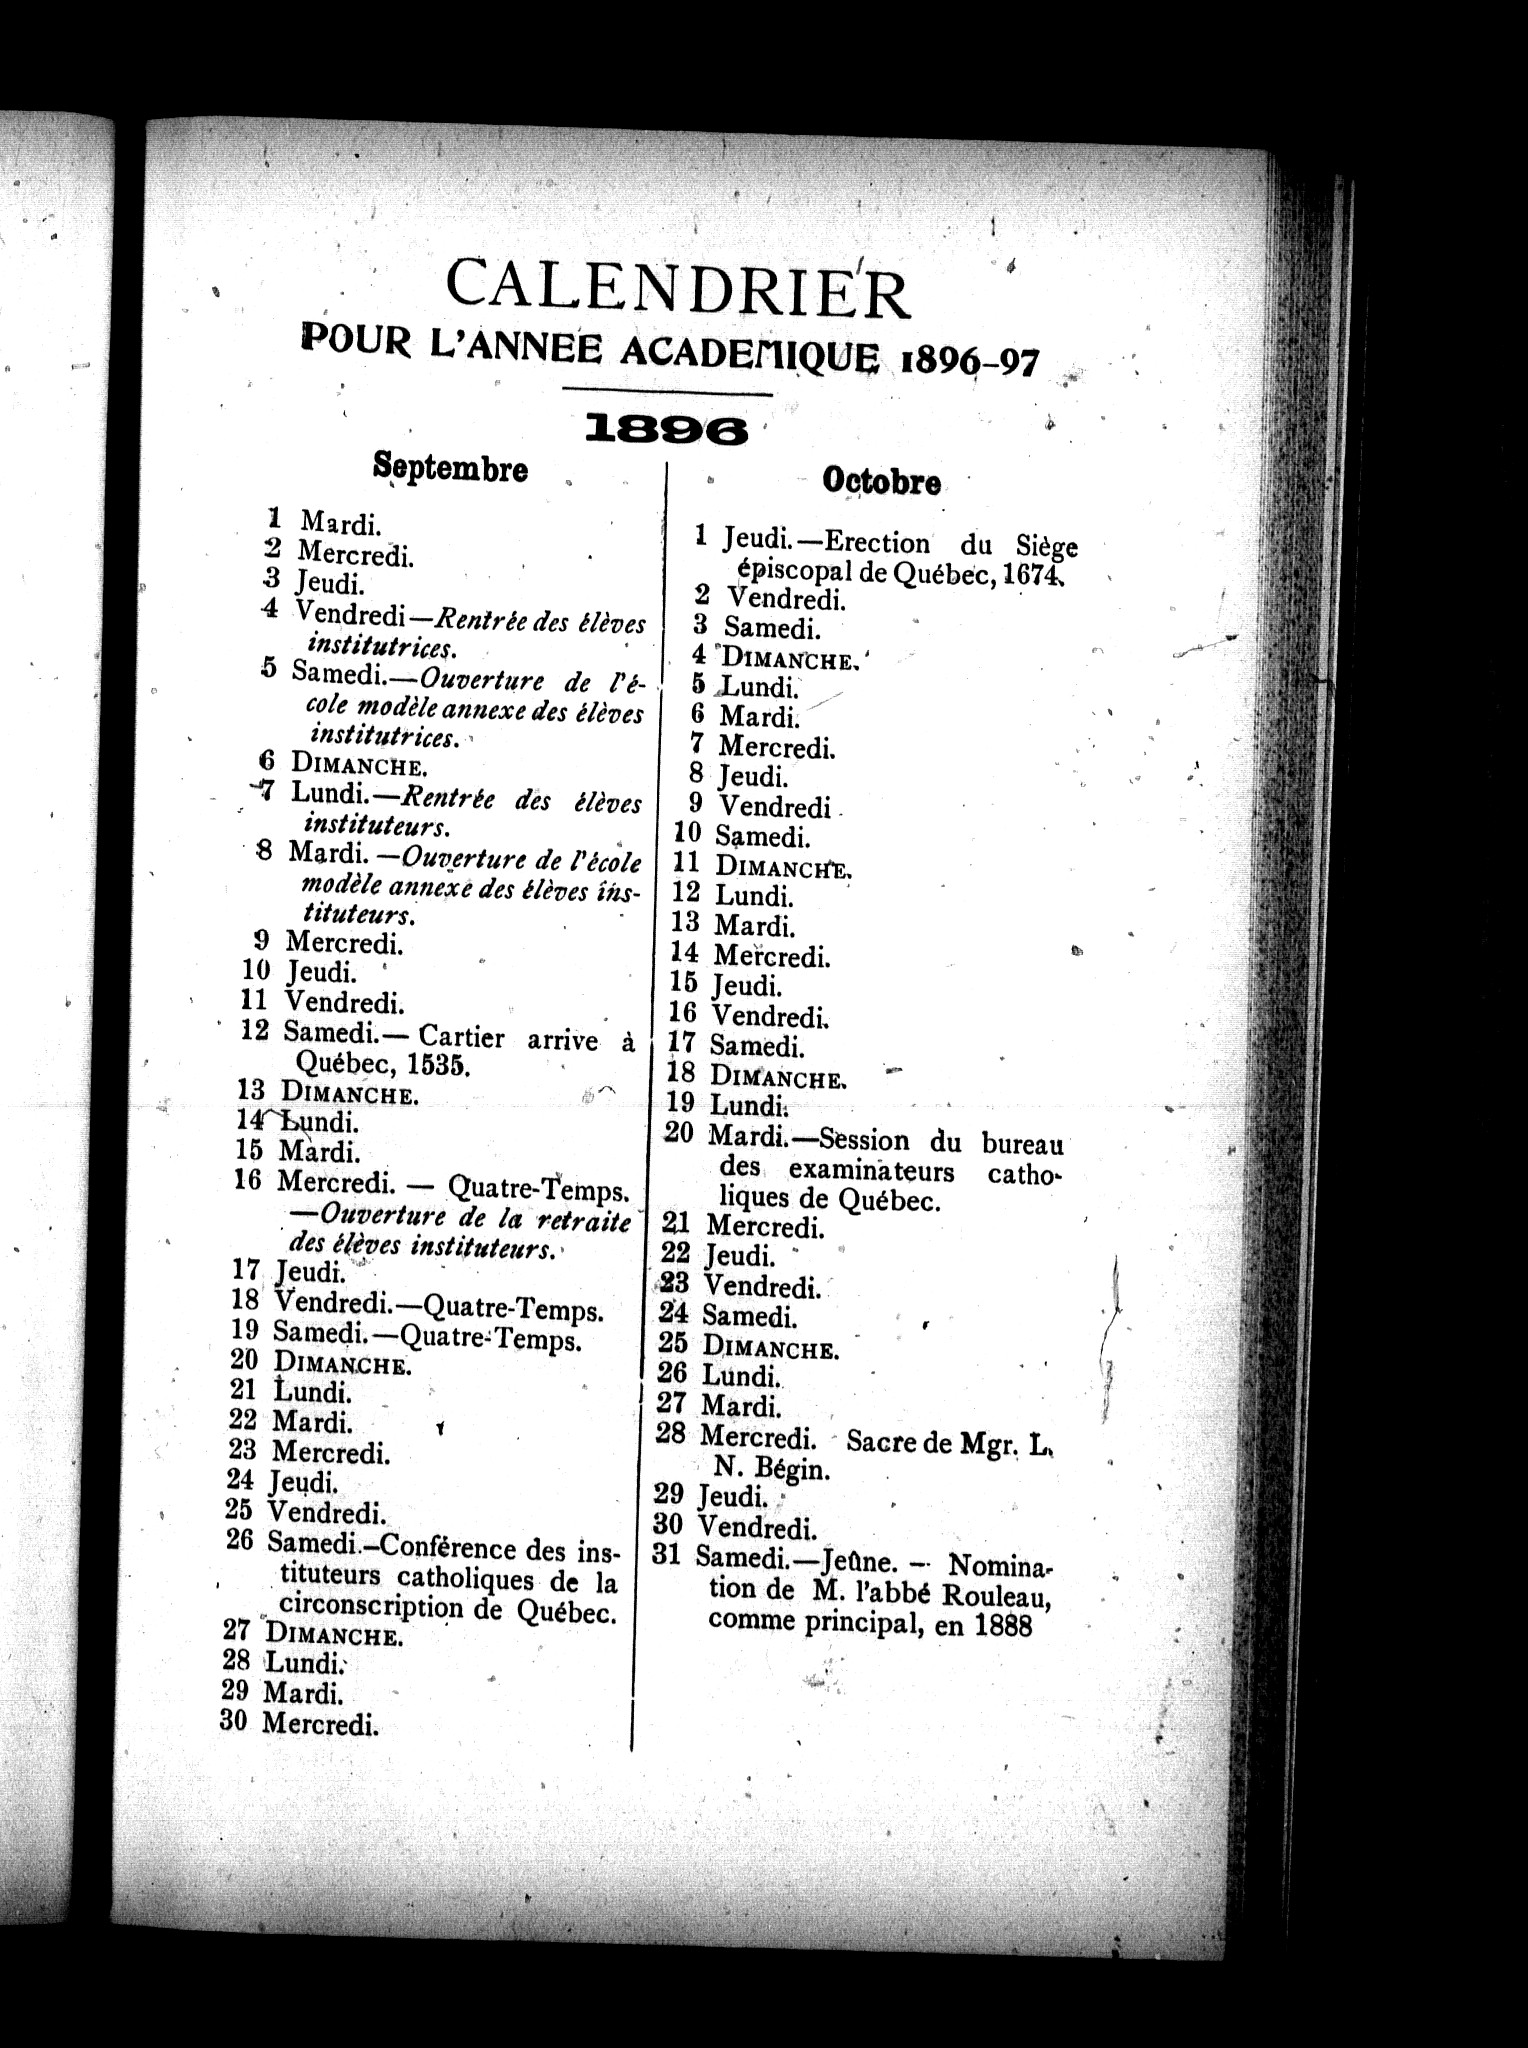 CALENDRIER
POUR L'ANNEE ACADEMIQUE 1896-97
1896
Septembre
1 Mardi.
2 Mercredi.
3 Jeudi.
4 Vendredi—Rentrée des élèves
institutrices.
5 Samedi.—Ouverture de l'é-
cole modèle annexe des élèves
institutrices.
6 DIMANCHE.
7 Lundi.—Rentrée des élèves
instituteurs.
8 Mardi.—Ouverture de l'école
modèle annexe des élèves ins-
tituteurs.
9 Mercredi.
10 Jeudi.
11 Vendredi.
12 Samedi.—Cartier arrive à
Québec, 1535.
13 DIMANCHE.
14 Lundi.
15 Mardi.
16 Mercredi. — Quatre-Temps.
—Ouverture de la retraite
des élèves instituteurs.
17 Jeudi.
18 Vendredi.—Quatre-Temps.
19 Samedi.—Quatre-Temps.
20 DIMANCHE.
21 Lundi.
22 Mardi.
23 Mercredi.
24 Jeudi.
25 Vendredi.
26 Samedi.—Conférence des ins-
tituteurs catholiques de la
circonscription de Québec.
27 DIMANCHE.
28 Lundi.
29 Mardi.
30 Mercredi.
Octobre
1 Jeudi.—Erection du Siège
épiscopal de Québec, 1674.
2 Vendredi.
3 Samedi.
4 DIMANCHE.
5 Lundi.
6 Mardi.
7 Mercredi.
8 Jeudi.
9 Vendredi.
10 Samedi.
11 DIMANCHE.
12 Lundi.
13 Mardi.
14 Mercredi.
15 Jeudi.
16 Vendredi.
17 Samedi.
18 DIMANCHE.
19 Lundi.
20 Mardi.—Session du bureau
des examinateurs catho-
liques de Québec.
21 Mercredi.
22 Jeudi.
23 Vendredi.
24 Samedi.
25 DIMANCHE.
26 Lundi.
27 Mardi.
28 Mercredi. Sacre de Mgr. L.
N. Bégin.
29 Jeudi.
30 Vendredi.
31 Samedi.—Jeûne. — Nomina-
tion de M. l'abbé Rouleau,
comme principal, en 1888